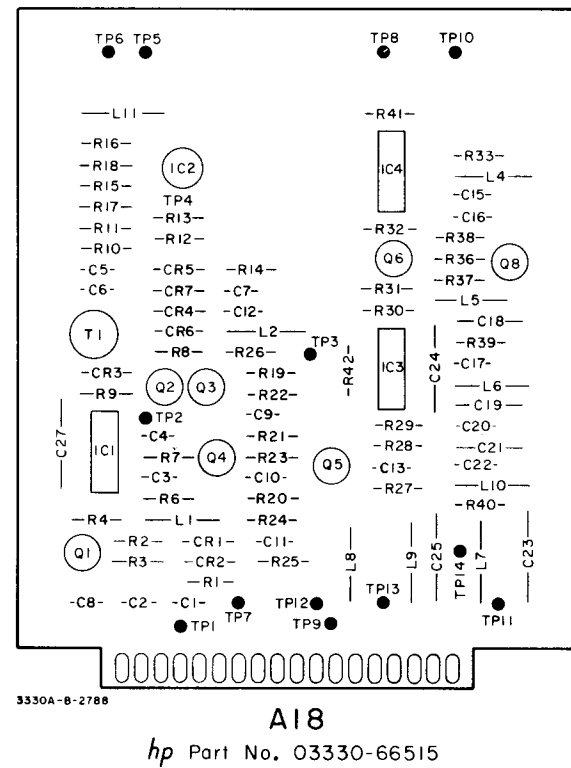 TP6 TP5 TP8 TP10
L11 -R41-
-R16-
-R18- IC2 IC4 -R33-
-R15- L4
-R17- TP4 -C15-
-R11- -R13- -C16-
-R10- -R12- -R32- -R38-
-C5- -CR5- -R14- Q6 -R36- Q8
-C6- -CR7- -C7- -R31- -R37-
-CR4- -C12- -R30- L5
T1 -CR6- L2 C18
-R8- -R26- TP3 R42 IC3 C24 -R39-
-CR3- -R19- -C17-
-R9- Q2 Q3 -R22- L6
C27 TP2 -C9- C19
IC1 -C4- -R21- -R29- -C20-
-R7- Q4 -R23- Q5 -R28- C21
-C3- -C10- -C13- -C22-
-R6- -R20- -R27- L10
-R4- L1 -R24- -R40-
Q1 -R2- -CR1- -C11- L8 L9 C25 TP14 L7 C23
-R3- -CR2- -R25-
-R1-
-C8- -C2- -C1- TP7 TP12 TP13 TP11
TP1 TP9
3330A-B-2788
A18
hp Part No. 03330-66515